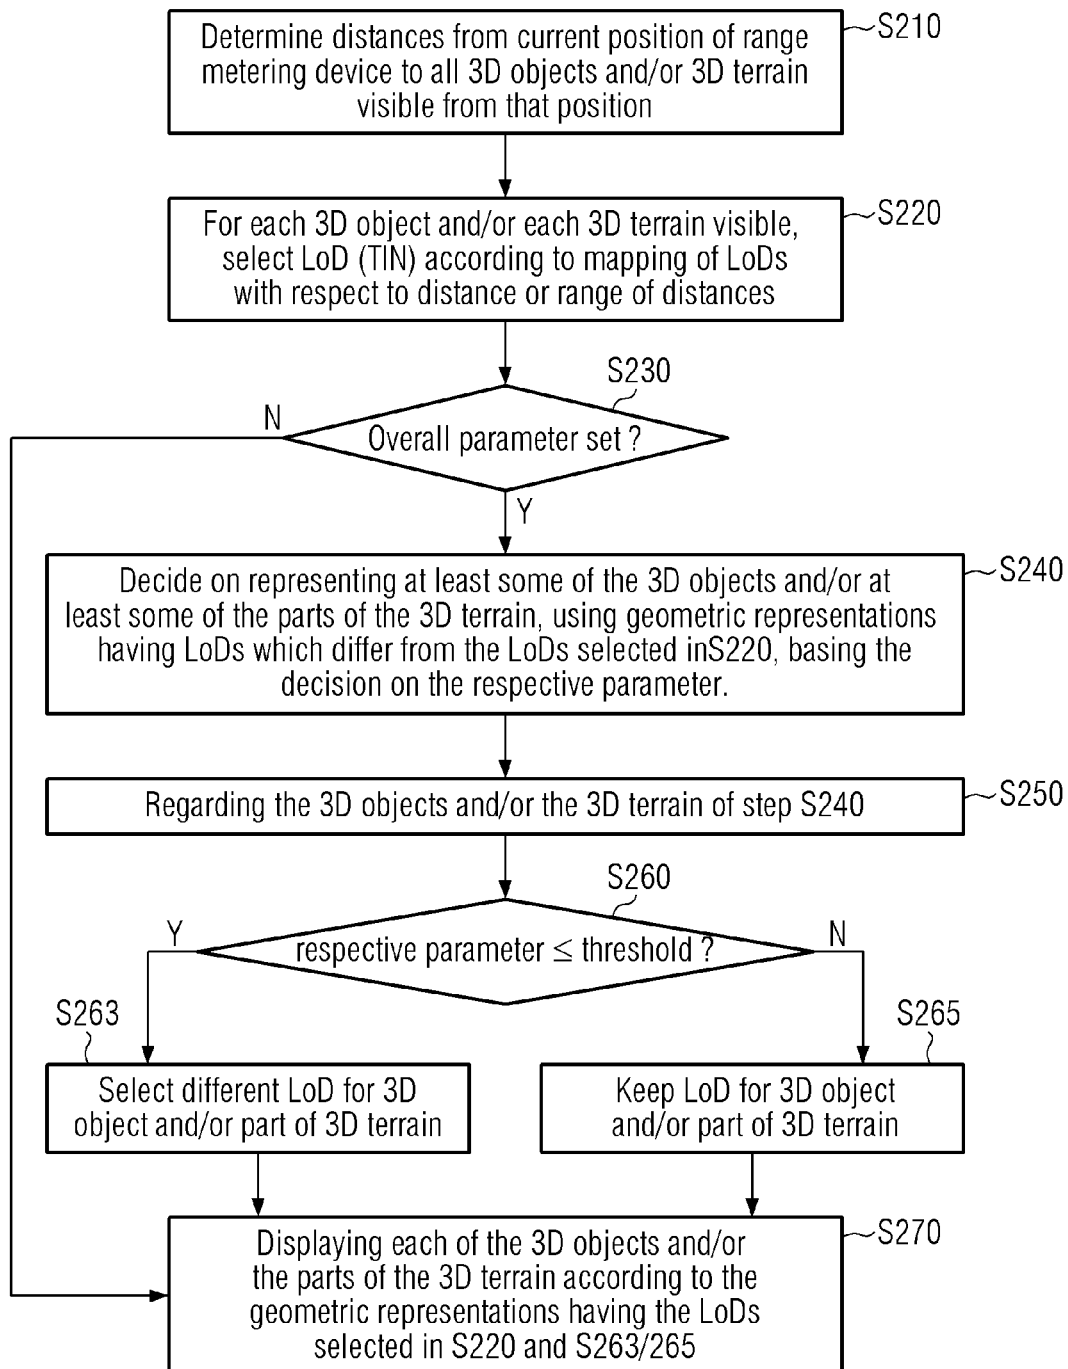 Determine distances from current position of range
metering device to all 3D objects and/or 3D terrain
visible from that position
S210
For each 3D object and/or each 3D terrain visible,
select LoD (TIN) according to mapping of LoDs
with respect to distance or range of distances
S220
S230
N
Overall parameter set ?
Y
Decide on representing at least some of the 3D objects and/or at
least some of the parts of the 3D terrain, using geometric representations
having LoDs which differ from the LoDs selected inS220, basing the
decision on the respective parameter.
S240
Regarding the 3D objects and/or the 3D terrain of step S240
S250
S260
Y
respective parameter ≤ threshold ?
N
S263
S265
Select different LoD for 3D
object and/or part of 3D terrain
Keep LoD for 3D object
and/or part of 3D terrain
Displaying each of the 3D objects and/or
the parts of the 3D terrain according to the
geometric representations having the LoDs
selected in S220 and S263/265
S270